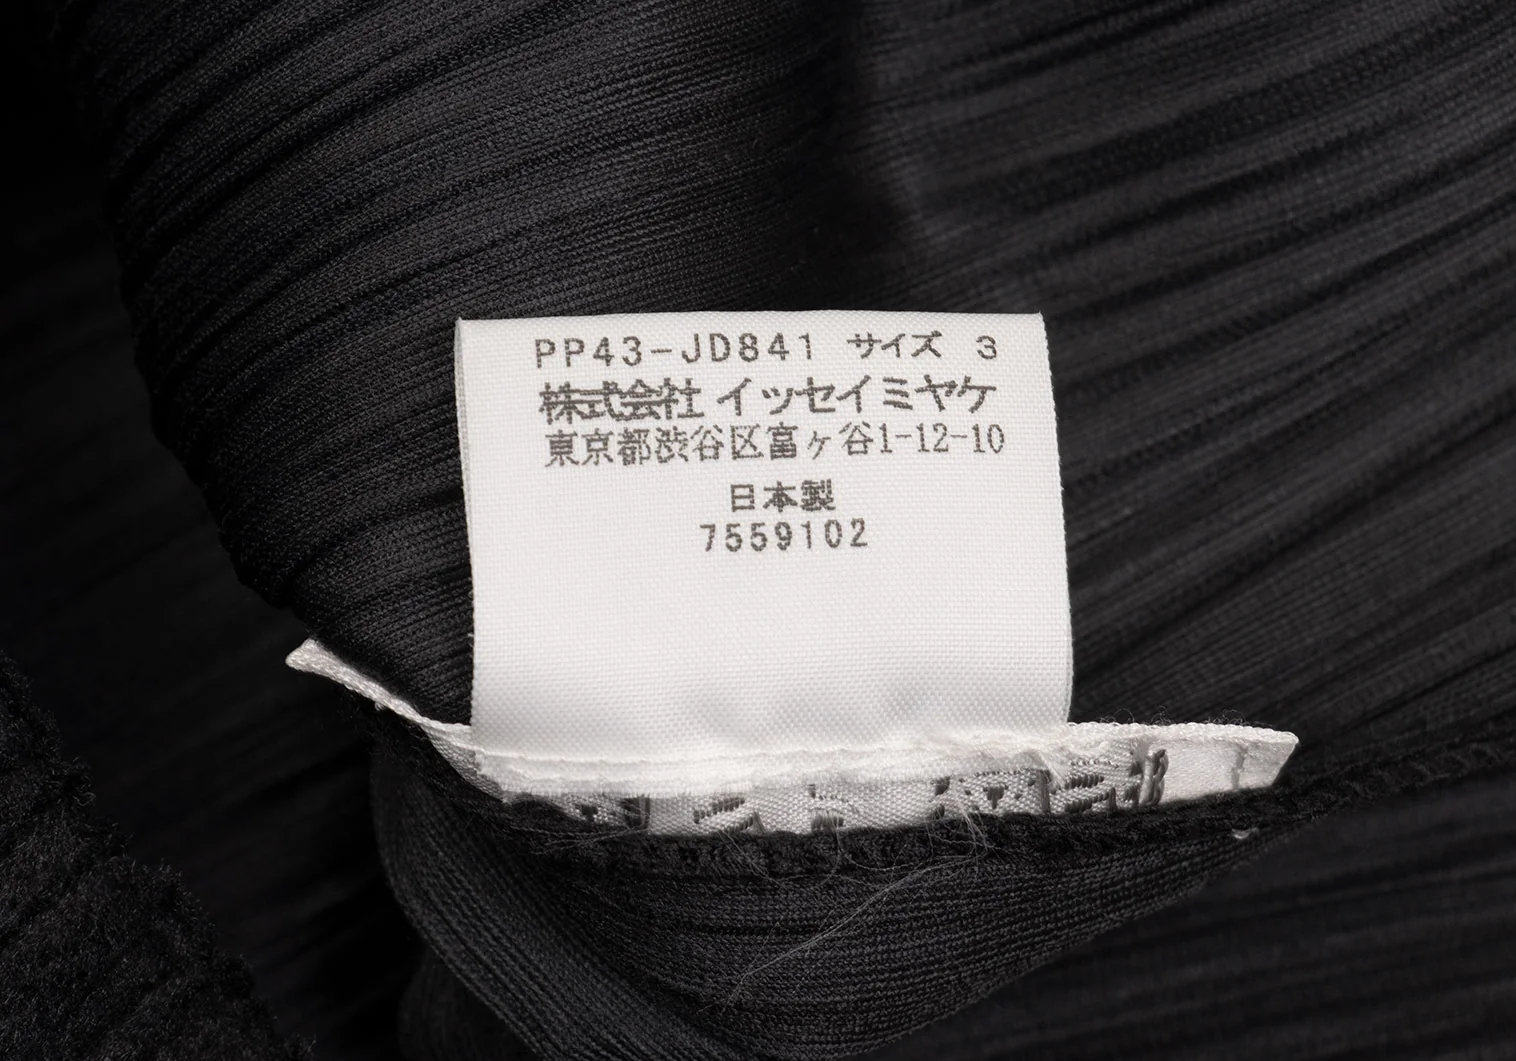 PP43-JD841 サイズ 3
株式会社 イッセイミヤケ
東京都渋谷区富ヶ谷1-12-10
日本製
7559102